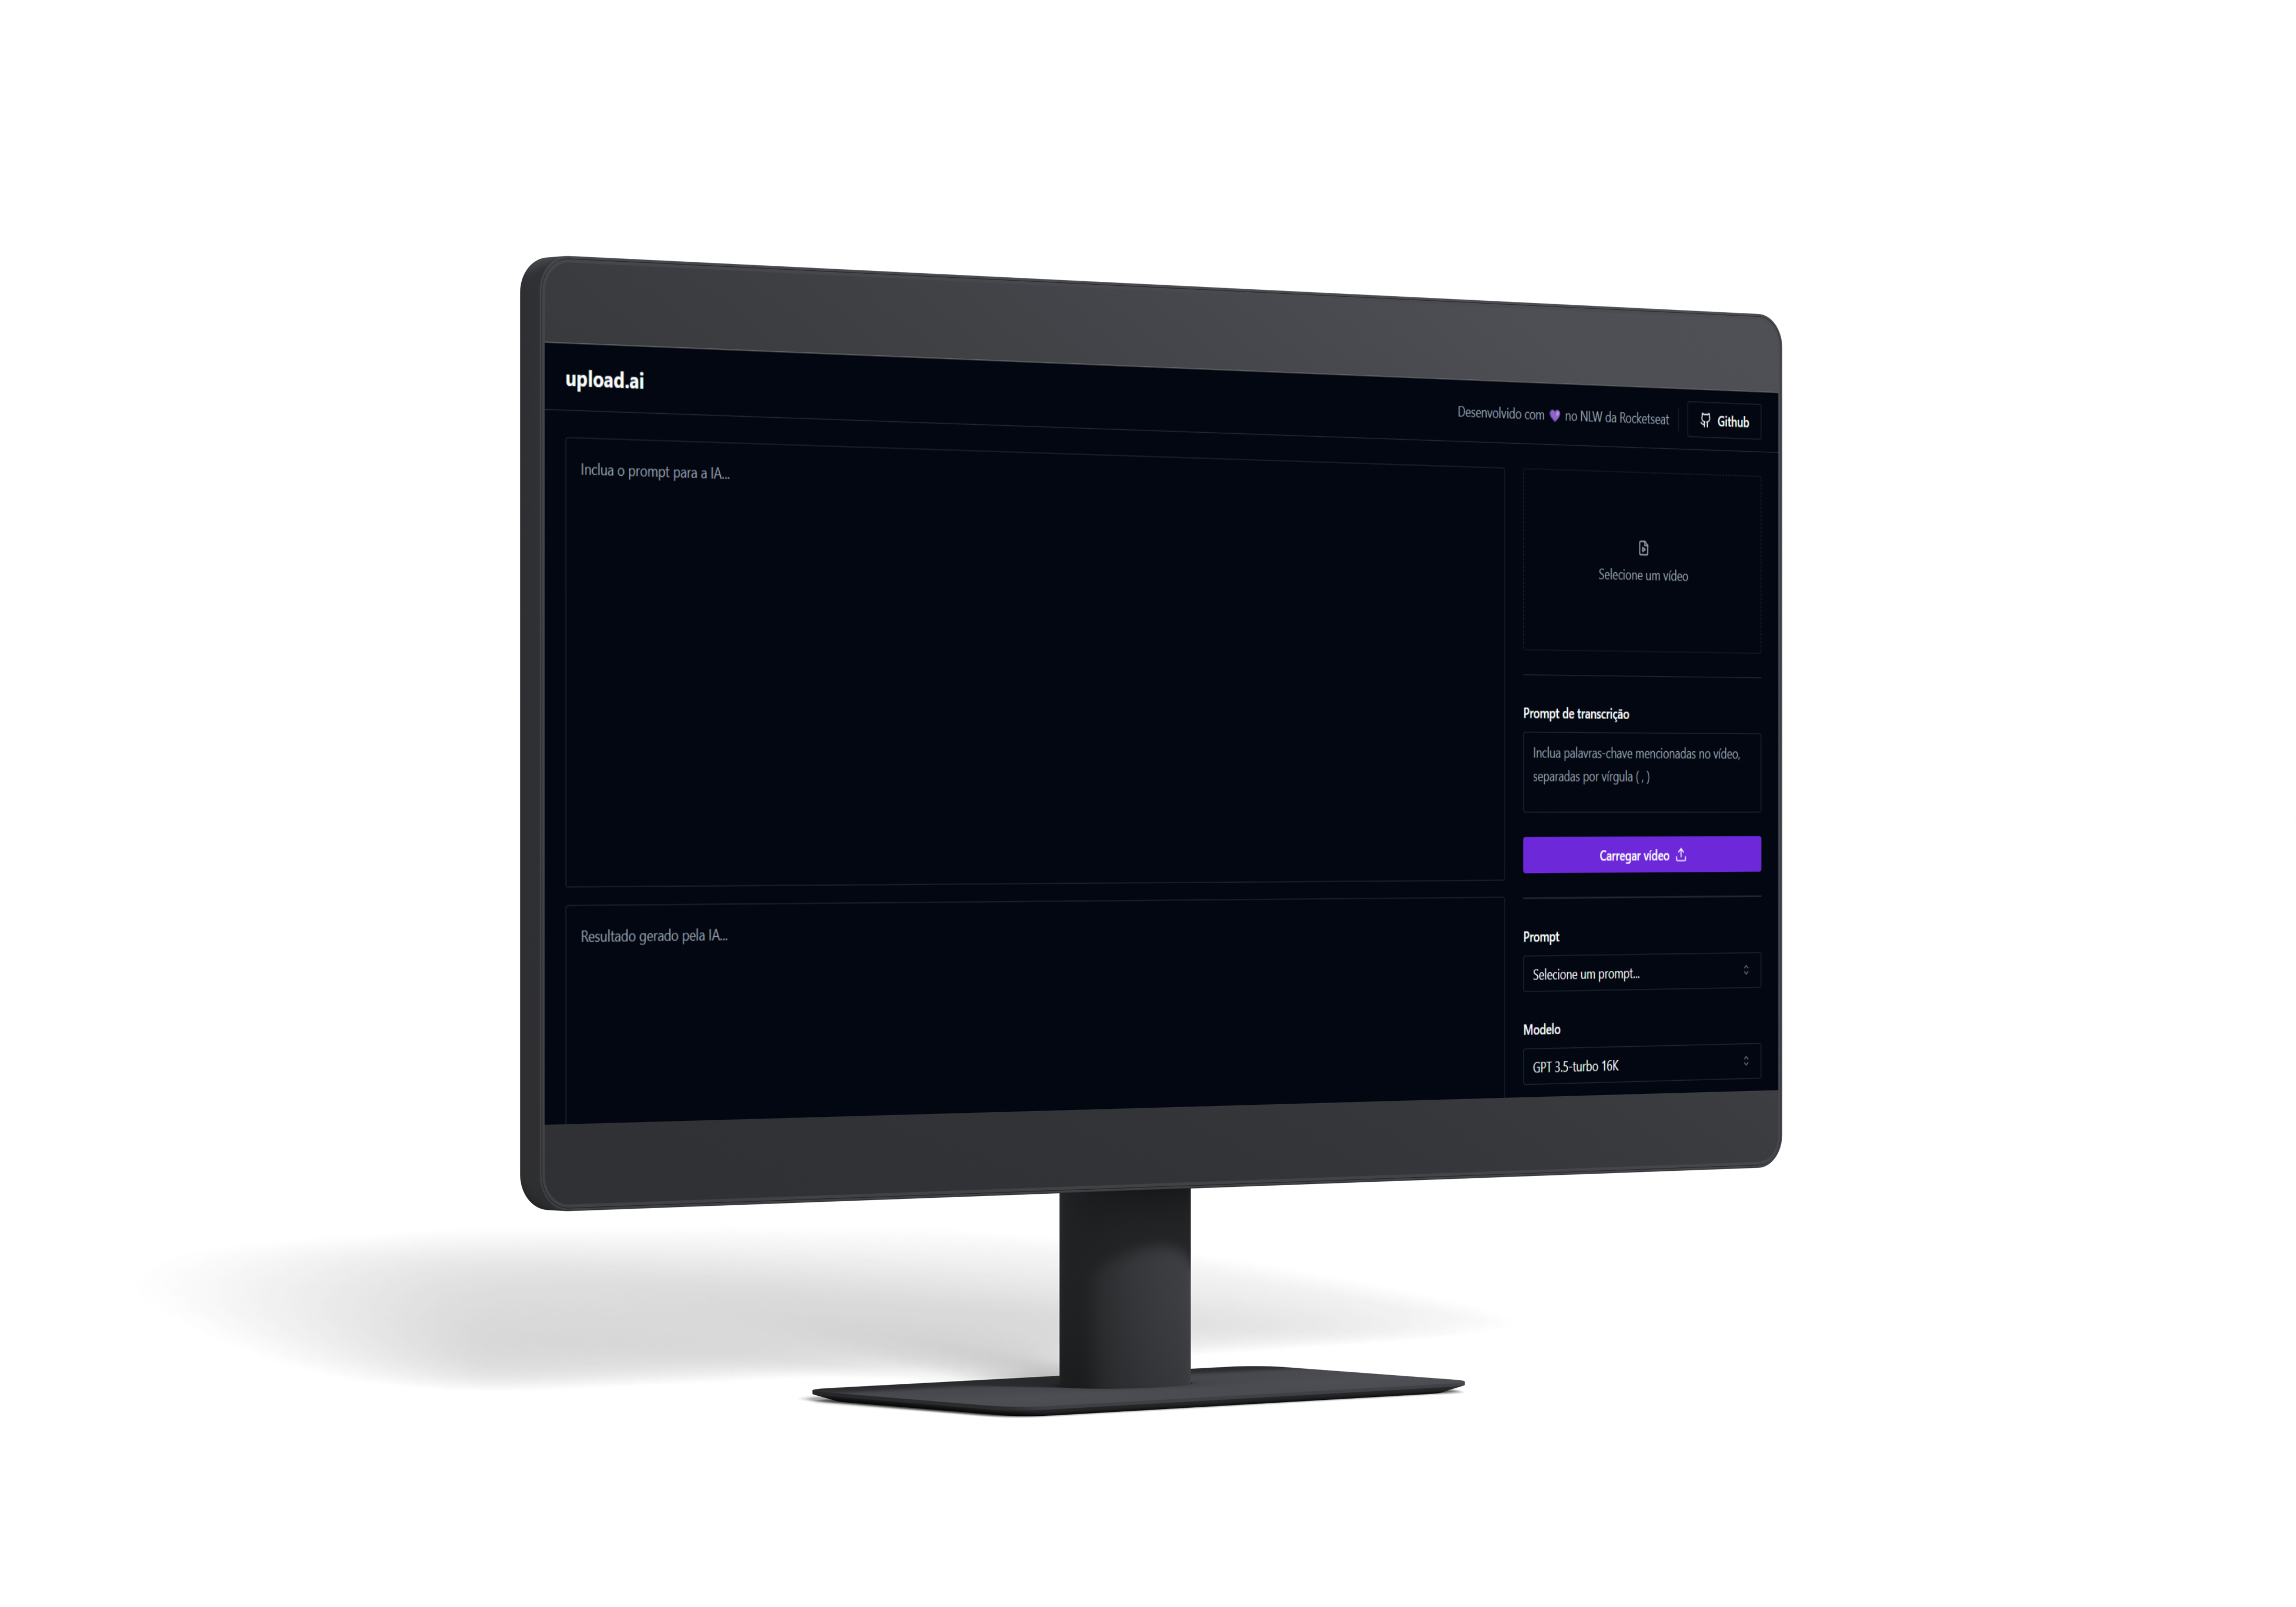 upload.ai
Desenvolvido com 💜 no NLW da Rocketseat
Github
Inclua o prompt para a IA...
Selecione um vídeo
Prompt de transcrição
Inclua palavras-chave mencionadas no vídeo,
separadas por vírgula ( , )
Carregar vídeo
Resultado gerado pela IA...
Prompt
Selecione um prompt...
Modelo
GPT 3.5-turbo 16K